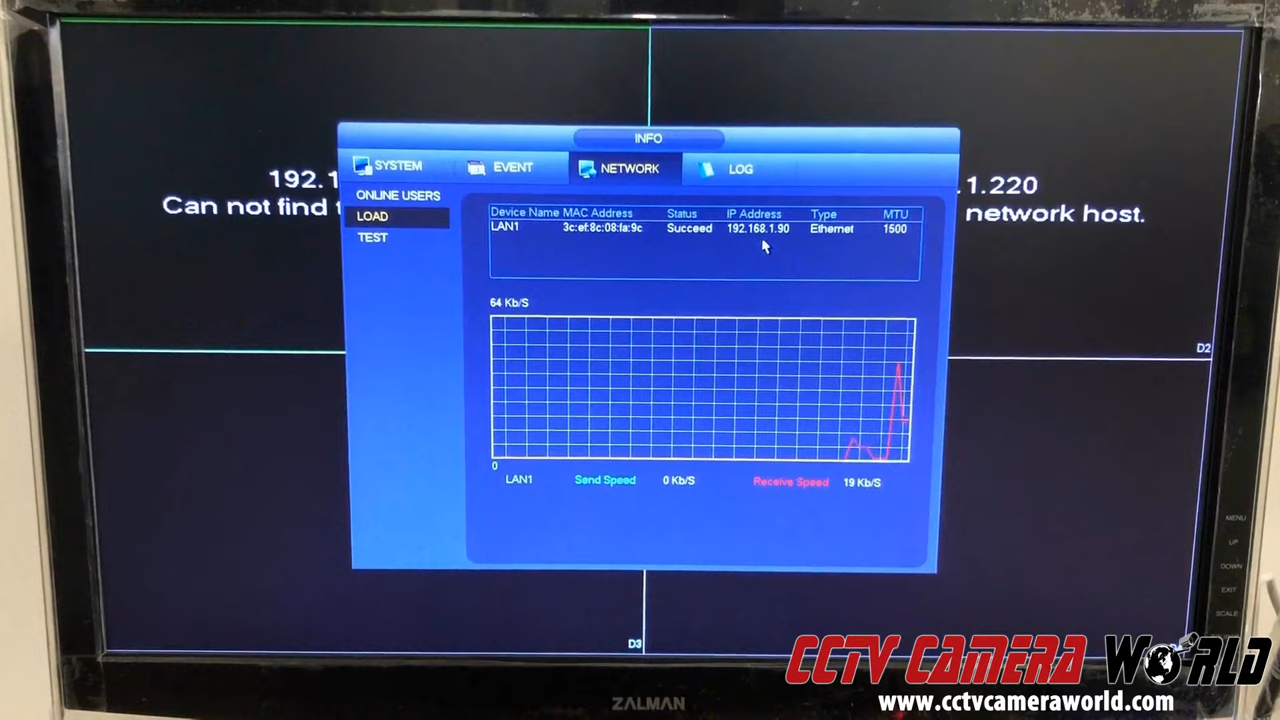 INFO
SYSTEM EVENT NETWORK LOG
192.1
.1.220
Can not find
network host.
ONLINE USERS
LOAD
TEST
Device Name MAC Address Status IP Address Type MTU
LAN1 3c:ef:8c:08:fa:9c Succeed 192.168.1.90 Ethernet 1500
64 Kb/S
D2
0
LAN1 Send Speed 0 Kb/S Receive Speed 19 Kb/S
MENU
UP
DOWN
EXIT
SCALE
D3
CCTV CAMERA WORLD
www.cctvcameraworld.com
ZALMAN